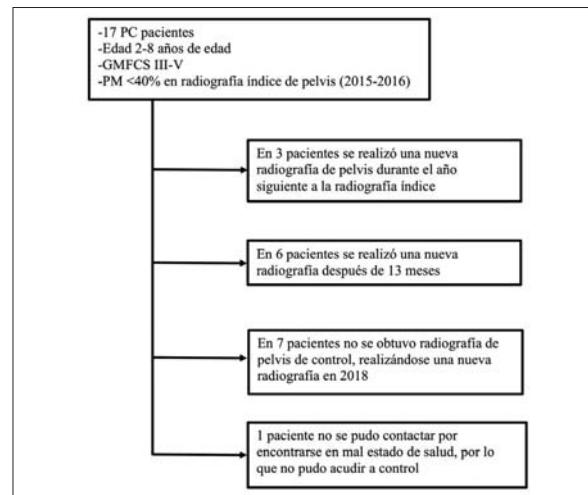 -17 PC pacientes
-Edad 2-8 años de edad
-GMFCS III-V
-PM <40% en radiografía índice de pelvis (2015-2016)
En 3 pacientes se realizó una nueva
radiografía de pelvis durante el año
siguiente a la radiografía índice
En 6 pacientes se realizó una nueva
radiografía después de 13 meses
En 7 pacientes no se obtuvo radiografía de
pelvis de control, realizándose una nueva
radiografía en 2018
1 paciente no se pudo contactar por
encontrarse en mal estado de salud, por lo
que no pudo acudir a control